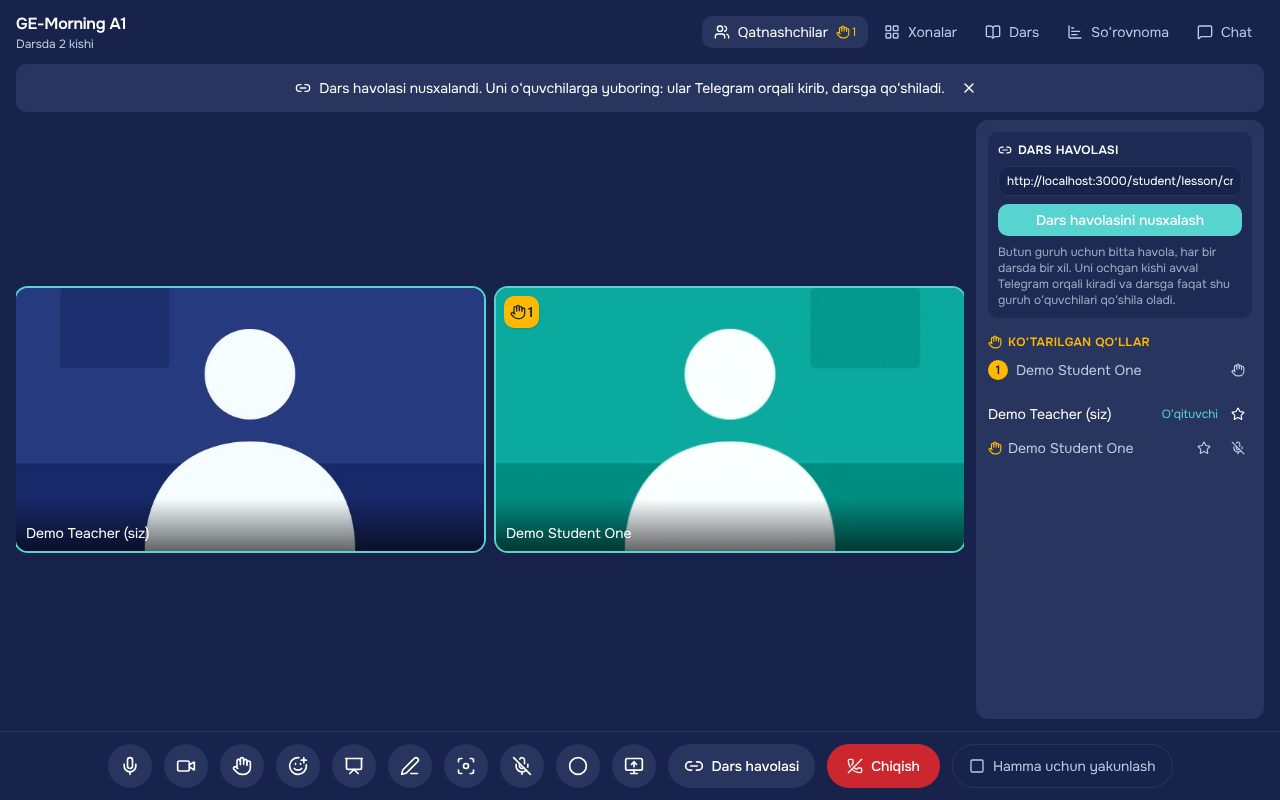 GE-Morning A1
Darsda 2 kishi
Qatnashchilar 1
Xonalar
Dars
So‘rovnoma
Chat
Dars havolasi nusxalandi. Uni o‘quvchilarga yuboring: ular Telegram orqali kirib, darsga qo‘shiladi.
DARS HAVOLASI
http://localhost:3000/student/lesson/cr
Dars havolasini nusxalash
Butun guruh uchun bitta havola, har bir
darsda bir xil. Uni ochgan kishi avval
Telegram orqali kiradi va darsga faqat shu
guruh o‘quvchilari qo‘shila oladi.
KO‘TARILGAN QO‘LLAR
1 Demo Student One
Demo Teacher (siz) O‘qituvchi
Demo Student One
1
Demo Teacher (siz)
Demo Student One
Dars havolasi
Chiqish
Hamma uchun yakunlash